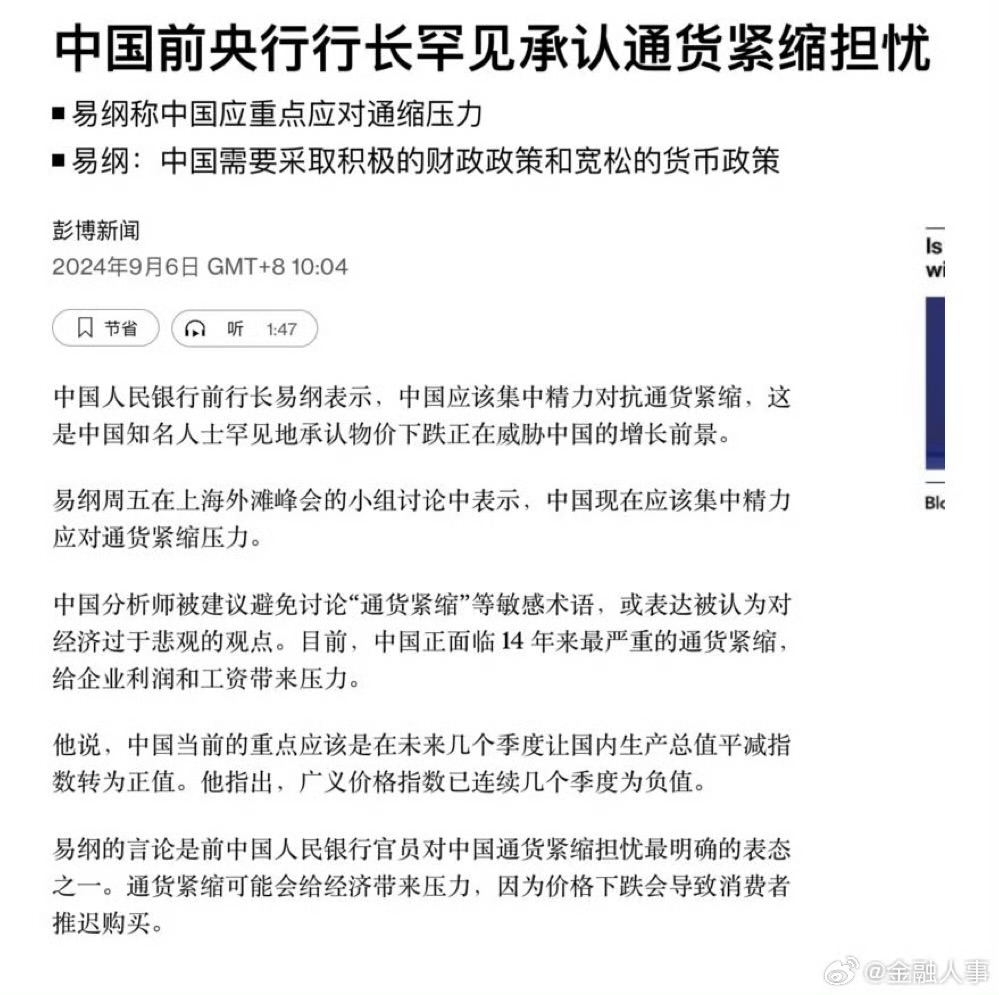 中国前央行行长罕见承认通货紧缩担忧
■ 易纲称中国应重点应对通缩压力
■ 易纲：中国需要采取积极的财政政策和宽松的货币政策
彭博新闻
2024年9月6日 GMT+8 10:04
节省 听 1:47
Is
wi
中国人民银行前行长易纲表示，中国应该集中精力对抗通货紧缩，这
是中国知名人士罕见地承认物价下跌正在威胁中国的增长前景。
易纲周五在上海外滩峰会的小组讨论中表示，中国现在应该集中精力
应对通货紧缩压力。
Blo
中国分析师被建议避免讨论“通货紧缩”等敏感术语，或表达被认为对
经济过于悲观的观点。目前，中国正面临 14 年来最严重的通货紧缩，
给企业利润和工资带来压力。
他说，中国当前的重点应该是在未来几个季度让国内生产总值平减指
数转为正值。他指出，广义价格指数已连续几个季度为负值。
易纲的言论是前中国人民银行官员对中国通货紧缩担忧最明确的表态
之一。通货紧缩可能会给经济带来压力，因为价格下跌会导致消费者
推迟购买。
@金融人事